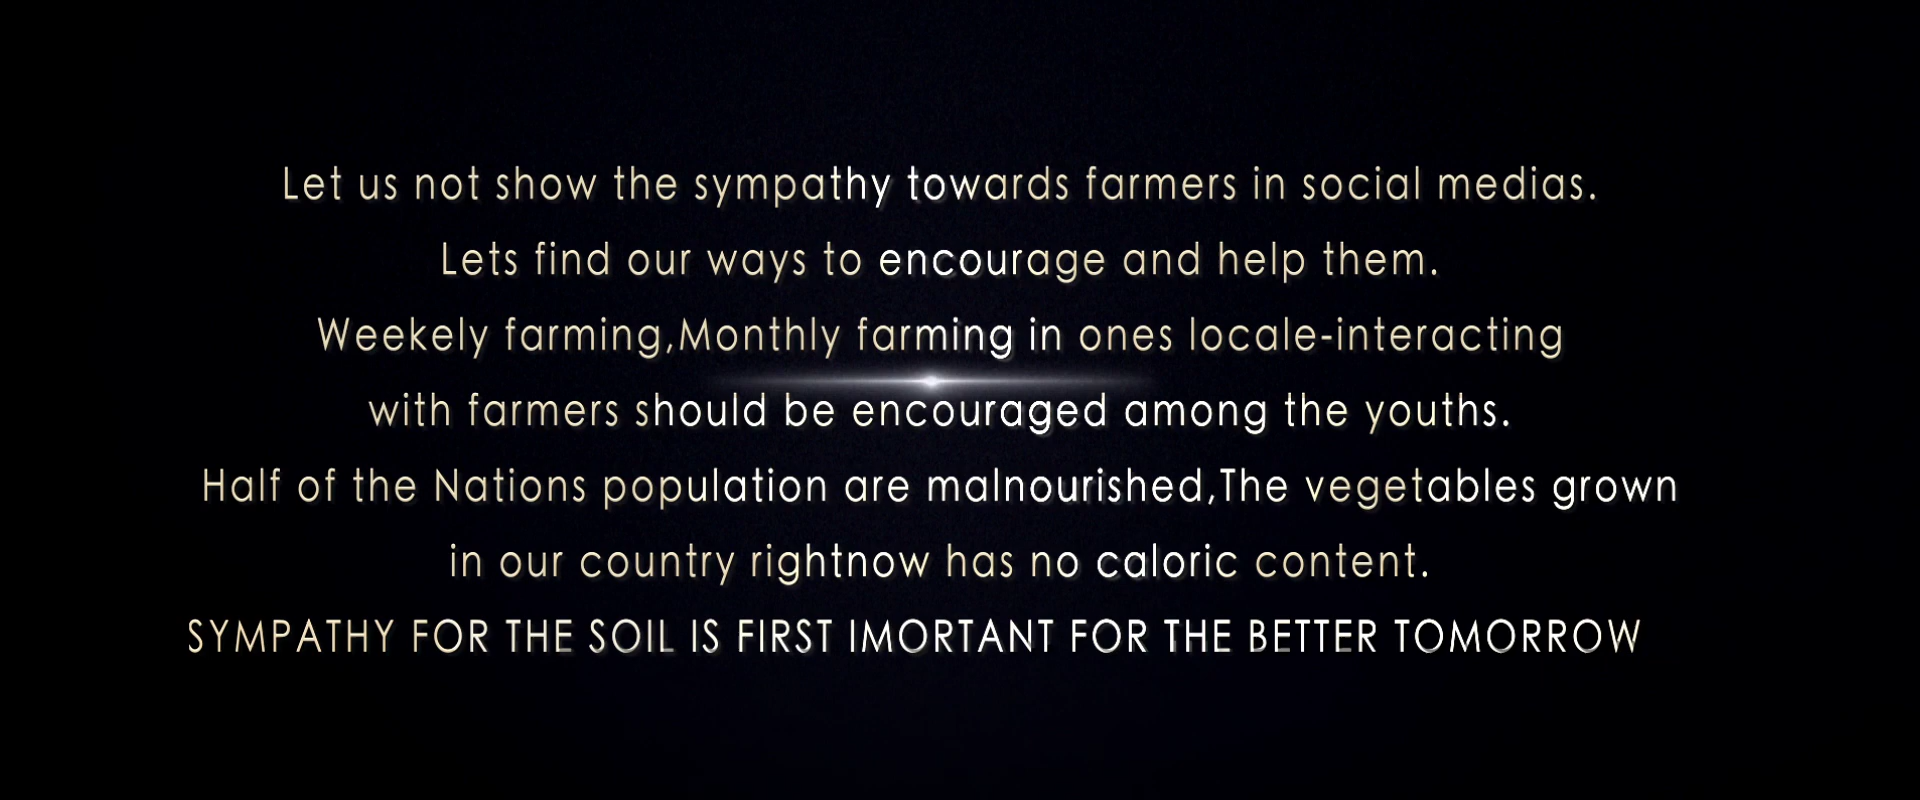 Let us not show the sympathy towards farmers in social medias.
Lets find our ways to encourage and help them.
Weekely farming,Monthly farming in ones locale-interacting
with farmers should be encouraged among the youths.
Half of the Nations population are malnourished,The vegetables grown
in our country rightnow has no caloric content.
SYMPATHY FOR THE SOIL IS FIRST IMORTANT FOR THE BETTER TOMORROW